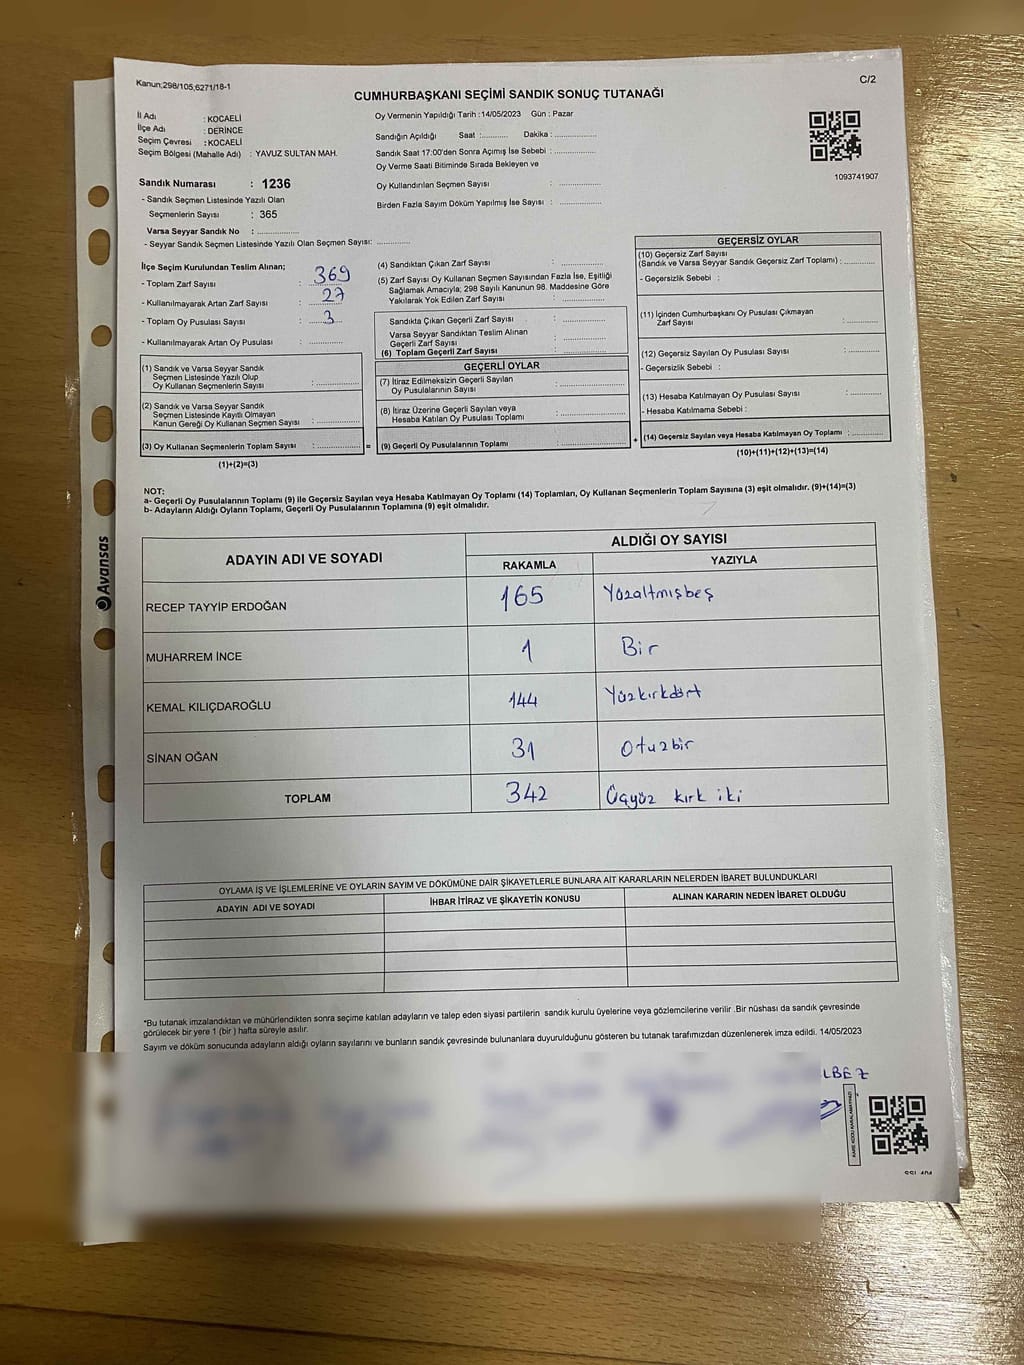 Kanun;298/105,6271/18-1
C/2
CUMHURBAŞKANI SEÇİMİ SANDIK SONUÇ TUTANAĞI
İl Adı : KOCAELİ
İlçe Adı : DERİNCE
Seçim Çevresi : KOCAELİ
Seçim Bölgesi (Mahalle Adı) : YAVUZ SULTAN MAH.
Sandık Numarası : 1236
- Sandık Seçmen Listesinde Yazılı Olan
Seçmenlerin Sayısı : 365
Varsa Seyyar Sandık No : ..............
- Seyyar Sandık Seçmen Listesinde Yazılı Olan Seçmen Sayısı: ...........
Oy Vermenin Yapıldığı Tarih :14/05/2023 Gün : Pazar
Sandığın Açıldığı Saat :......... Dakika : ..............
Sandık Saat 17:00'den Sonra Açımış İse Sebebi : ..............
Oy Verme Saati Bitiminde Sırada Bekleyen ve
Oy Kullandırılan Seçmen Sayısı : ..............
Birden Fazla Sayım Döküm Yapılmış İse Sayısı : ..............
1093741907
İlçe Seçim Kurulundan Teslim Alınan;
- Toplam Zarf Sayısı : 369
- Kullanılmayarak Artan Zarf Sayısı : 27
- Toplam Oy Pusulası Sayısı : 3
- Kullanılmayarak Artan Oy Pusulası : ...........
(1) Sandık ve Varsa Seyyar Sandık
Seçmen Listesinde Yazılı Olup
Oy Kullanan Seçmenlerin Sayısı : ..............
(2) Sandık ve Varsa Seyyar Sandık
Seçmen Listesinde Kayıtlı Olmayan
Kanun Gereği Oy Kullanan Seçmen Sayısı : ..............
(3) Oy Kullanan Seçmenlerin Toplam Sayısı : .............. =
(1)+(2)=(3)
(4) Sandıktan Çıkan Zarf Sayısı : ..............
(5) Zarf Sayısı Oy Kullanan Seçmen Sayısından Fazla İse, Eşitliği
Sağlamak Amacıyla; 298 Sayılı Kanunun 98. Maddesine Göre
Yakılarak Yok Edilen Zarf Sayısı : ..............
Sandıkta Çıkan Geçerli Zarf Sayısı : ..............
Varsa Seyyar Sandıktan Teslim Alınan
Geçerli Zarf Sayısı : ..............
(6) Toplam Geçerli Zarf Sayısı : ..............
GEÇERLİ OYLAR
(7) İtiraz Edilmeksizin Geçerli Sayılan
Oy Pusulalarının Sayısı : ..............
(8) İtiraz Üzerine Geçerli Sayılan veya
Hesaba Katılan Oy Pusulası Toplamı : ..............
(9) Geçerli Oy Pusulalarının Toplamı : .............. +
GEÇERSİZ OYLAR
(10) Geçersiz Zarf Sayısı
(Sandık ve Varsa Seyyar Sandık Geçersiz Zarf Toplamı) : ..........
- Geçersizlik Sebebi :
(11) İçinden Cumhurbaşkanı Oy Pusulası Çıkmayan
Zarf Sayısı : ..........
(12) Geçersiz Sayılan Oy Pusulası Sayısı : ..........
- Geçersizlik Sebebi :
(13) Hesaba Katılmayan Oy Pusulası Sayısı : ..........
- Hesaba Katılmama Sebebi :
(14) Geçersiz Sayılan veya Hesaba Katılmayan Oy Toplamı : ..........
(10)+(11)+(12)+(13)=(14)
NOT:
a- Geçerli Oy Pusulalarının Toplamı (9) ile Geçersiz Sayılan veya Hesaba Katılmayan Oy Toplamı (14) Toplamları, Oy Kullanan Seçmenlerin Toplam Sayısına (3) eşit olmalıdır. (9)+(14)=(3)
b- Adayların Aldığı Oyların Toplamı, Geçerli Oy Pusulalarının Toplamına (9) eşit olmalıdır.
ADAYIN ADI VE SOYADI ALDIĞI OY SAYISI
RAKAMLA YAZIYLA
RECEP TAYYİP ERDOĞAN 165 Yüzaltmışbeş
MUHARREM İNCE 1 Bir
KEMAL KILIÇDAROĞLU 144 Yüzkırkdört
SİNAN OĞAN 31 Otuzbir
TOPLAM 342 Üçyüz kırk iki
OYLAMA İŞ VE İŞLEMLERİNE VE OYLARIN SAYIM VE DÖKÜMÜNE DAİR ŞİKAYETLERLE BUNLARA AİT KARARLARIN NELERDEN İBARET BULUNDUKLARI
ADAYIN ADI VE SOYADI İHBAR İTİRAZ VE ŞİKAYETİN KONUSU ALINAN KARARIN NEDEN İBARET OLDUĞU
*Bu tutanak imzalandıktan ve mühürlendikten sonra seçime katılan adayların ve talep eden siyasi partilerin sandık kurulu üyelerine veya gözlemcilerine verilir .Bir nüshası da sandık çevresinde
görülecek bir yere 1 (bir ) hafta süreyle asılır.
Sayım ve döküm sonucunda adayların aldığı oyların sayılarını ve bunların sandık çevresinde bulunanlara duyurulduğunu gösteren bu tutanak tarafımızdan düzenlenerek imza edildi. 14/05/2023
LBEZ
Avansas